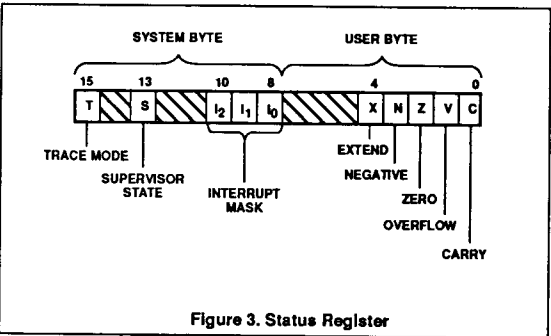 SYSTEM BYTE USER BYTE
15 13 10 8 4 0
T S I2 I1 I0 X N Z V C
TRACE MODE
SUPERVISOR
STATE
INTERRUPT
MASK
EXTEND
NEGATIVE
ZERO
OVERFLOW
CARRY
Figure 3. Status Register